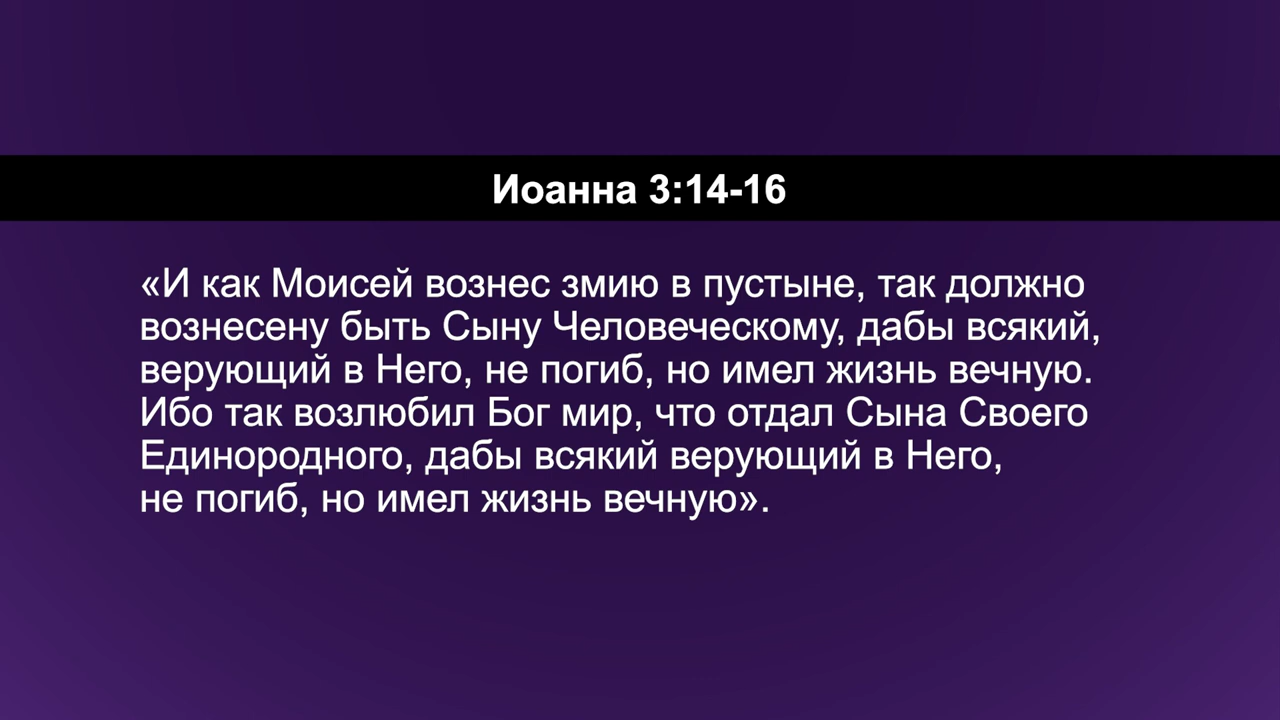 Иоанна 3:14-16
«И как Моисей вознес змию в пустыне, так должно
вознесену быть Сыну Человеческому, дабы всякий,
верующий в Него, не погиб, но имел жизнь вечную.
Ибо так возлюбил Бог мир, что отдал Сына Своего
Единородного, дабы всякий верующий в Него,
не погиб, но имел жизнь вечную».